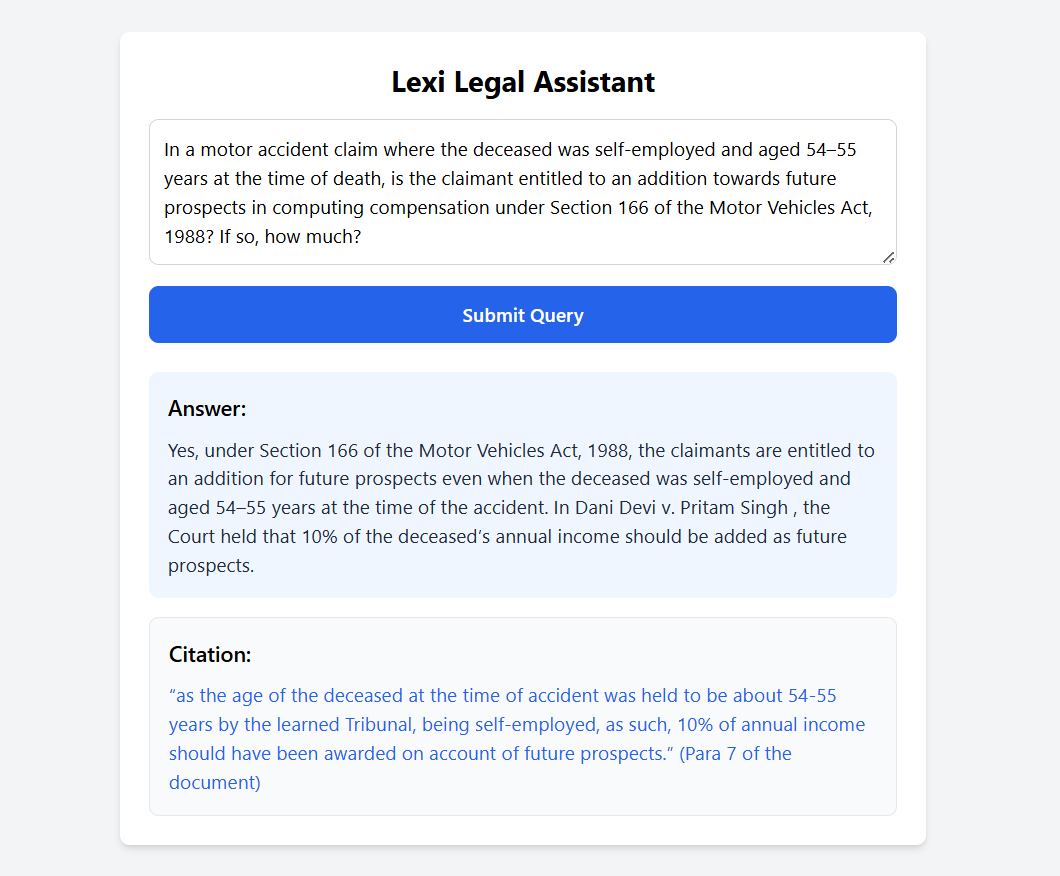 Lexi Legal Assistant
In a motor accident claim where the deceased was self-employed and aged 54–55
years at the time of death, is the claimant entitled to an addition towards future
prospects in computing compensation under Section 166 of the Motor Vehicles Act,
1988? If so, how much?
Submit Query
Answer:
Yes, under Section 166 of the Motor Vehicles Act, 1988, the claimants are entitled to
an addition for future prospects even when the deceased was self-employed and
aged 54–55 years at the time of the accident. In Dani Devi v. Pritam Singh , the
Court held that 10% of the deceased’s annual income should be added as future
prospects.
Citation:
“as the age of the deceased at the time of accident was held to be about 54-55
years by the learned Tribunal, being self-employed, as such, 10% of annual income
should have been awarded on account of future prospects.” (Para 7 of the
document)